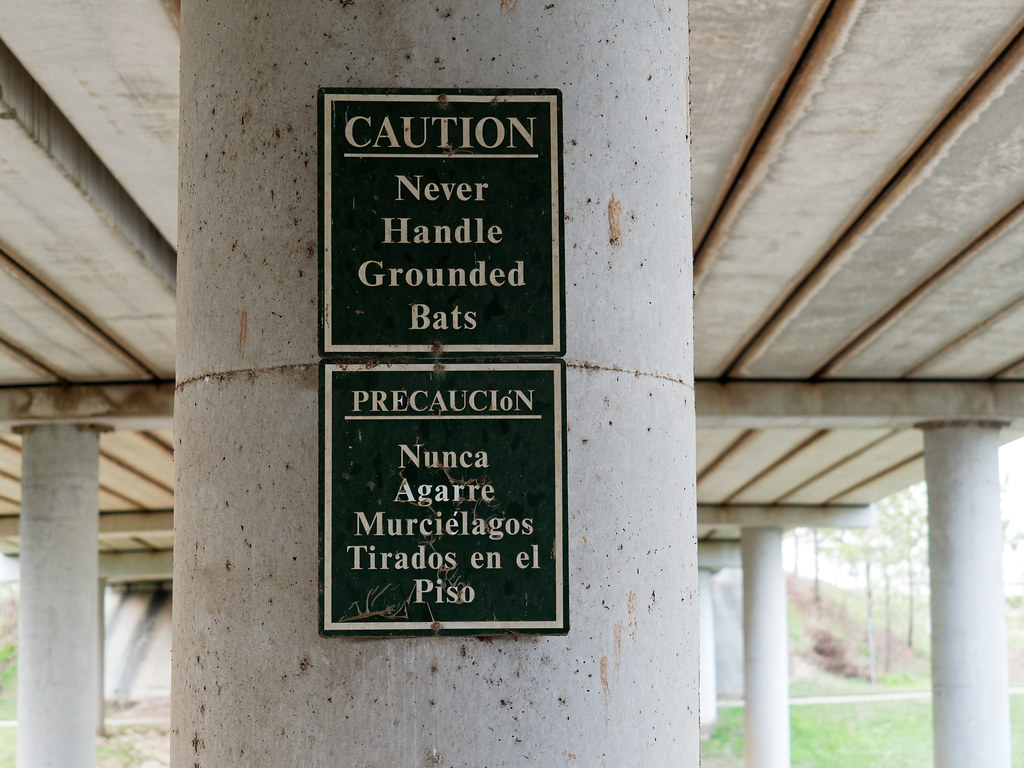 CAUTION
Never
Handle
Grounded
Bats
PRECAUCIóN
Nunca
Agarre
Murciélagos
Tirados en el
Piso